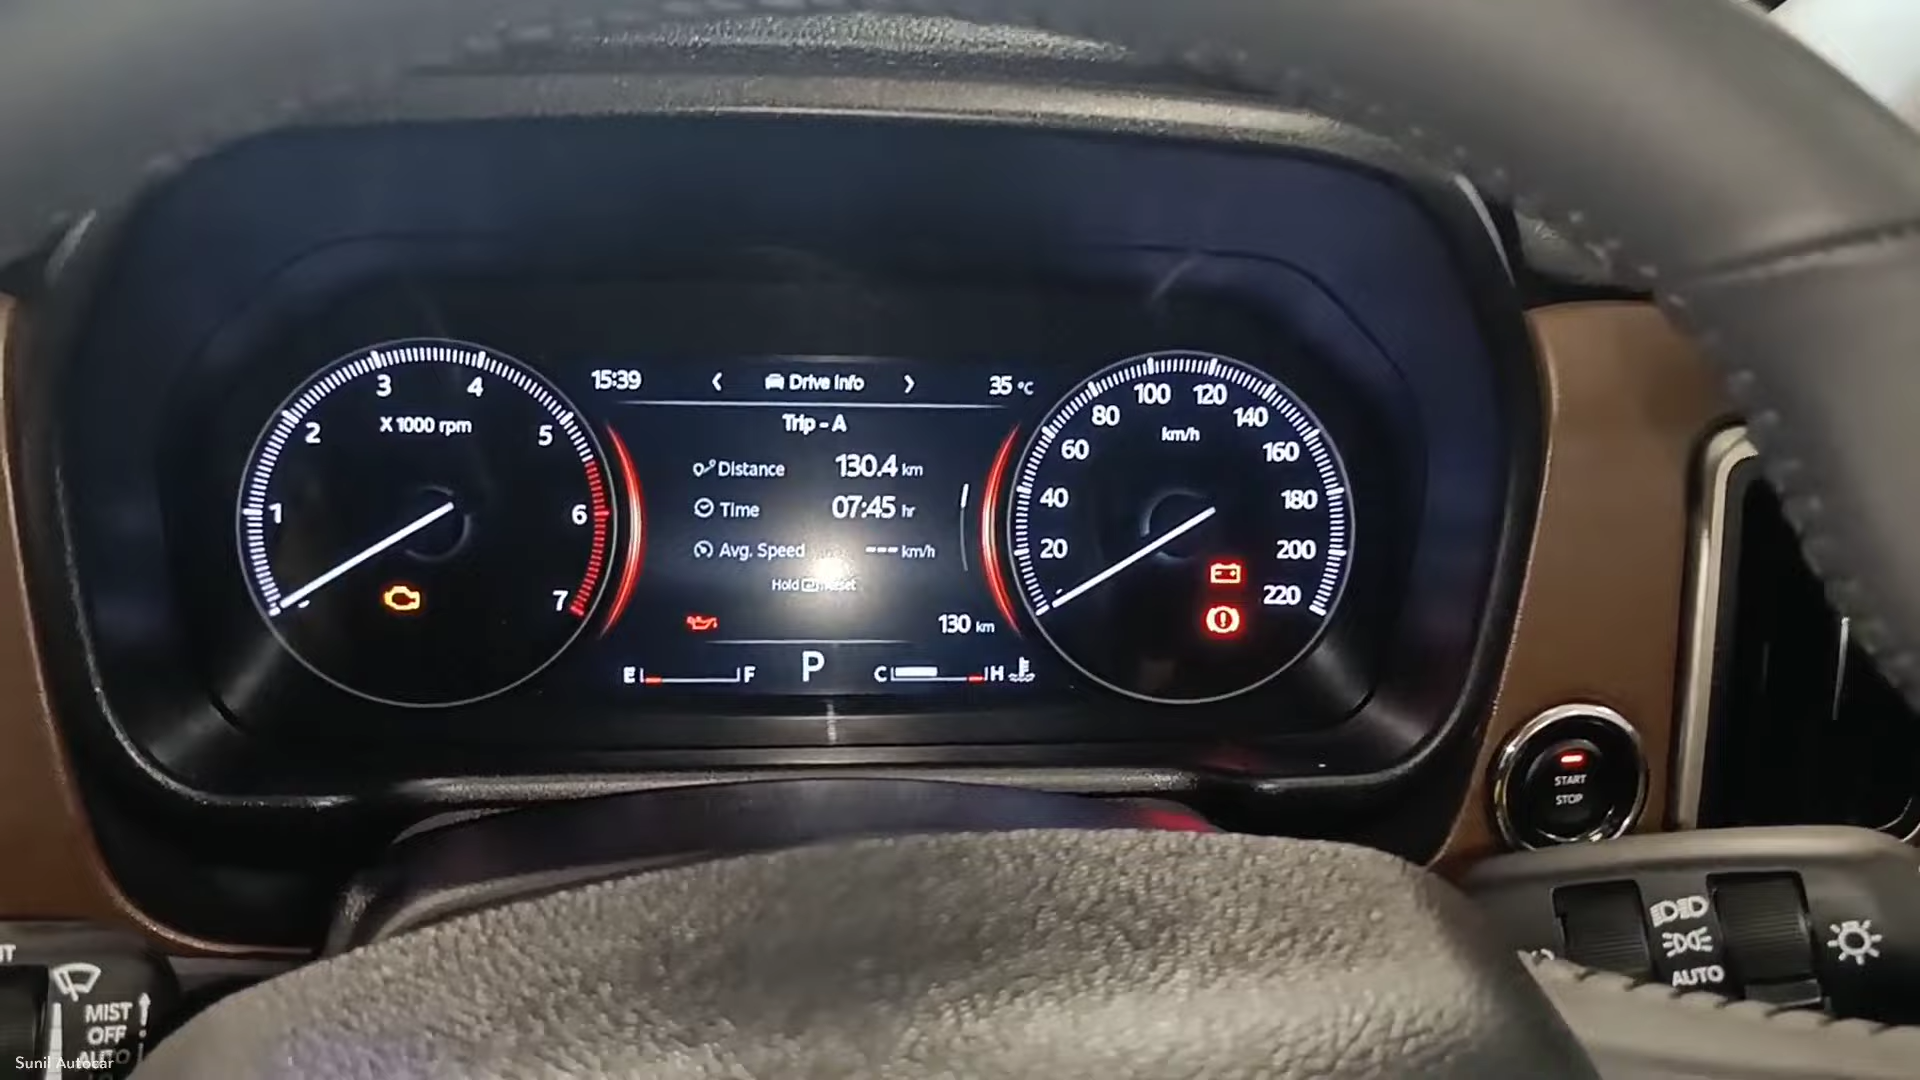 15:39
Drive Info
35 °C
Trip - A
Distance 130.4 km
Time 07:45 hr
Avg. Speed --- km/h
Hold
130 km
E F
P
C H
1
2
3
4
5
6
7
X 1000 rpm
20
40
60
80
100
120
140
160
180
200
220
km/h
START
STOP
AUTO
MIST
OFF
AUTO
Sunil Autocar